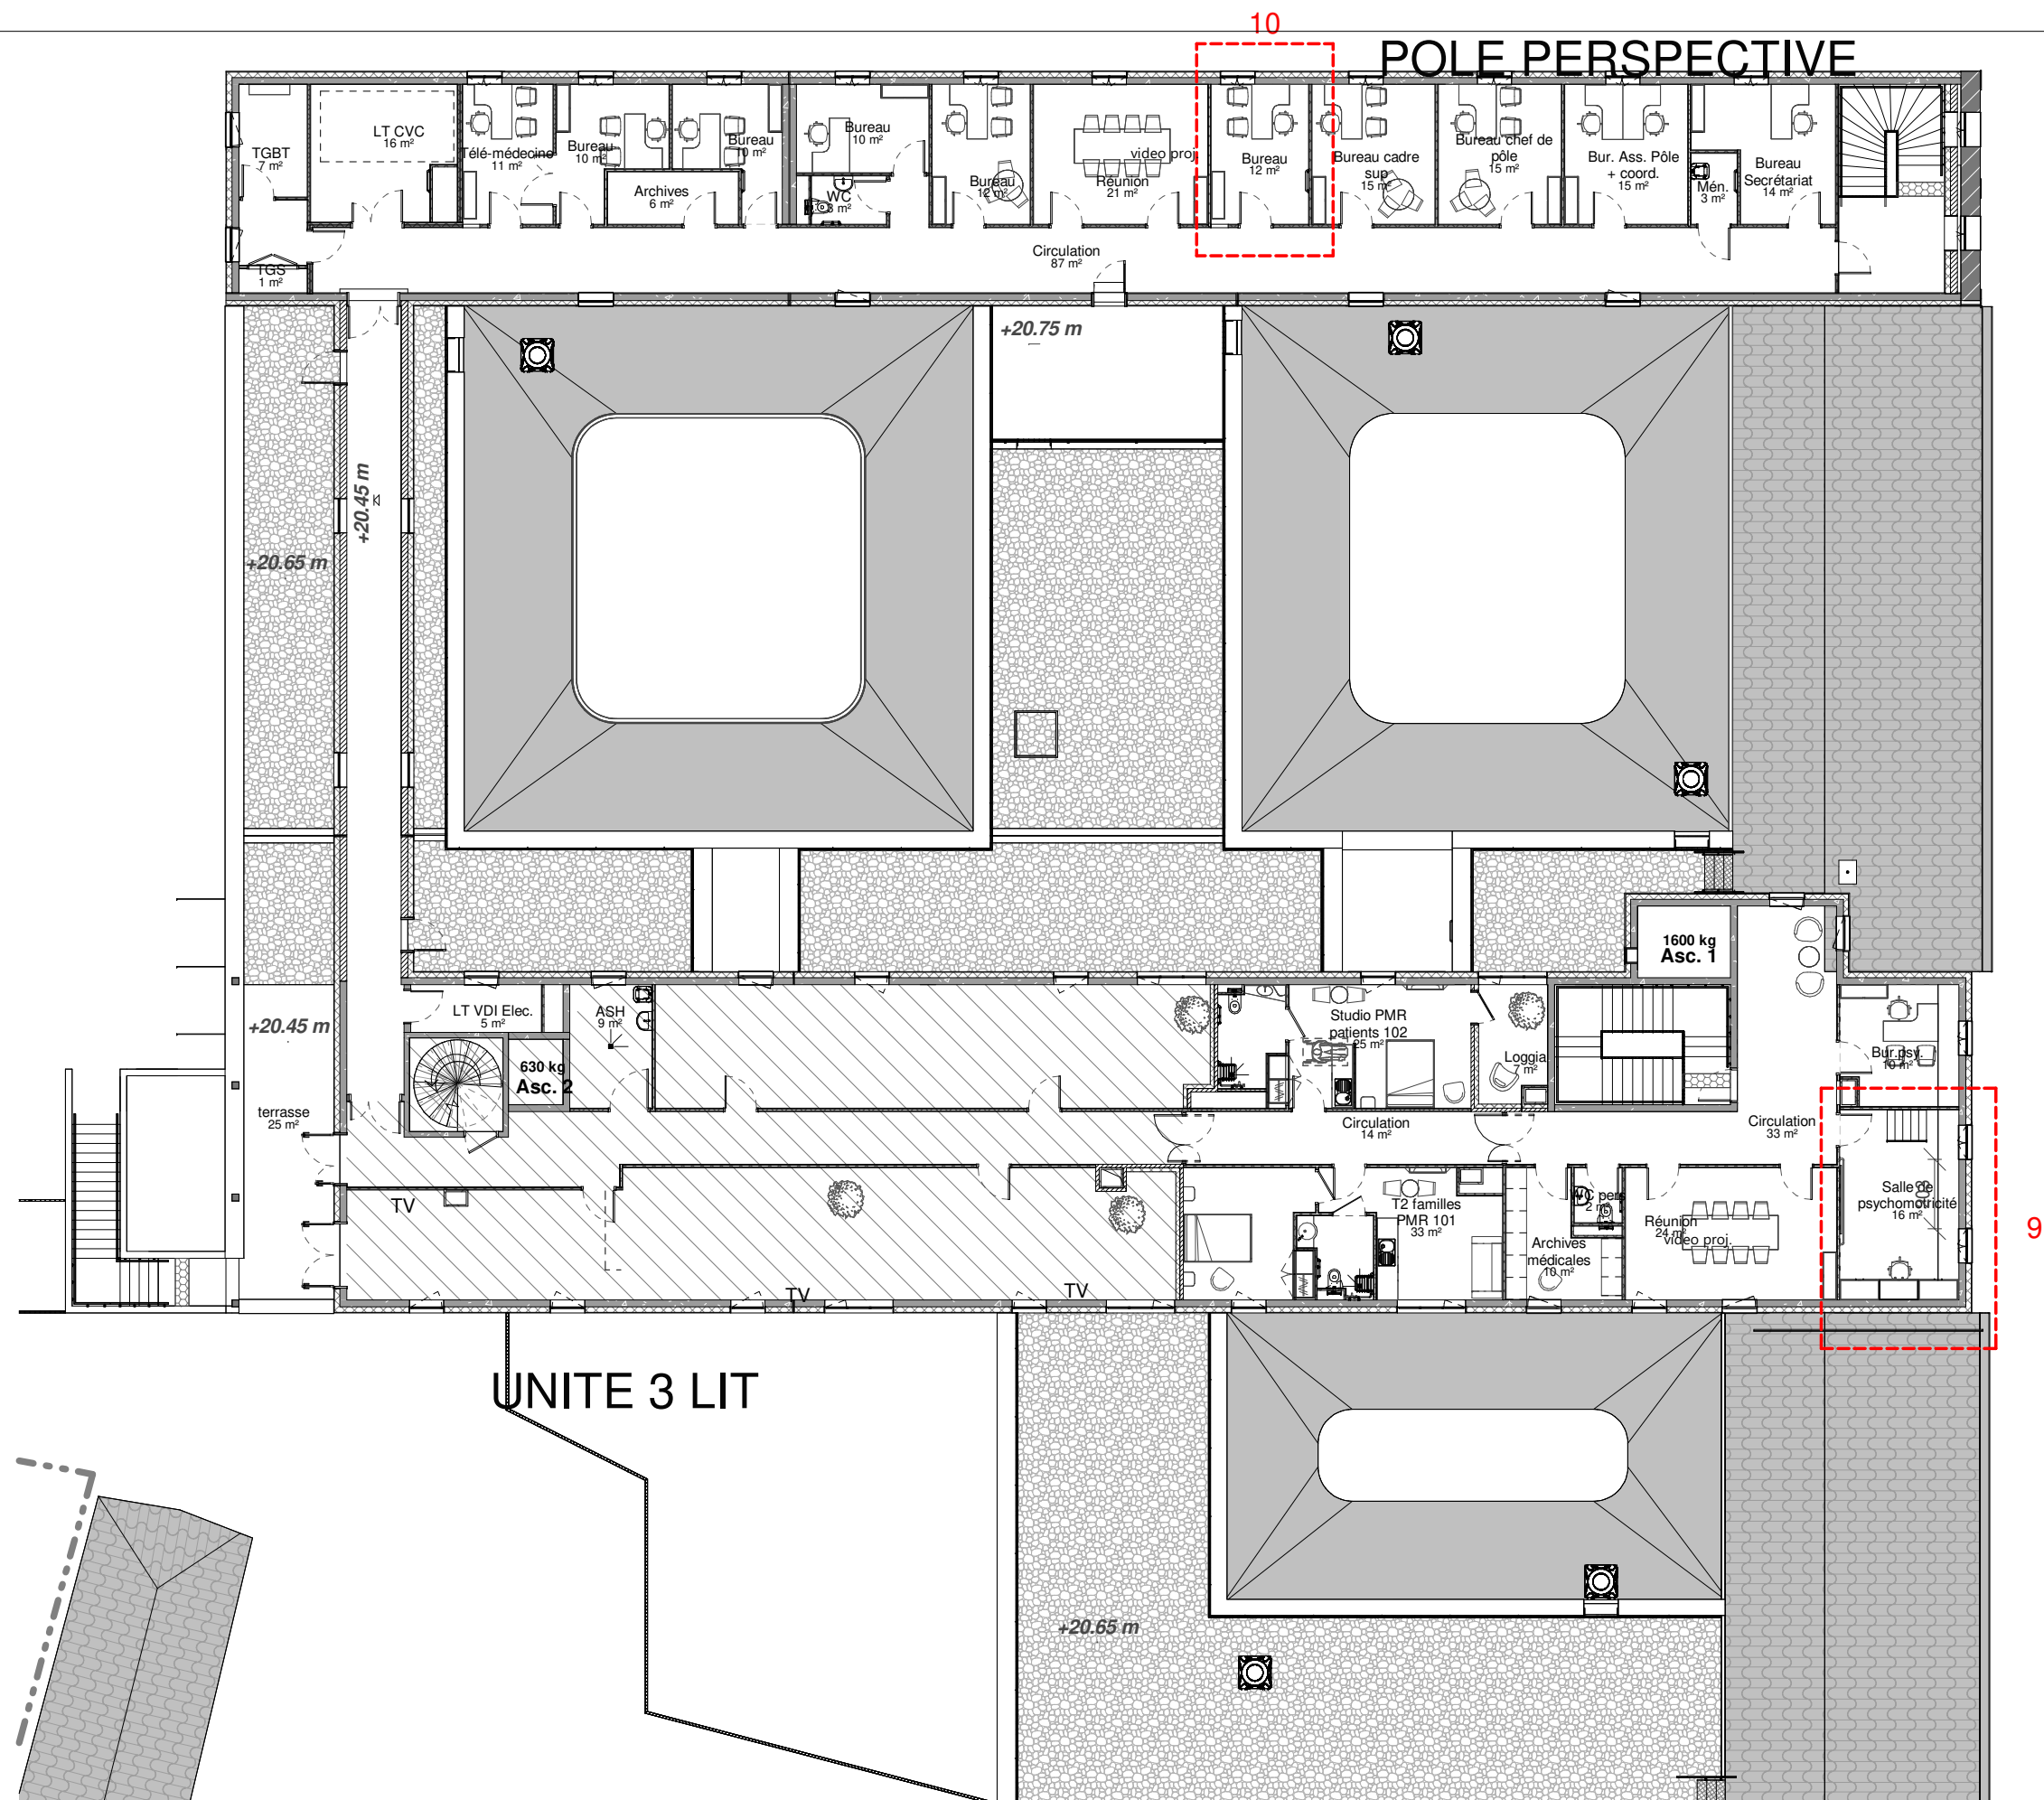 10
POLE PERSPECTIVE
TGBT
7 m²
LT CVC
16 m²
Télé-médecine
11 m²
Bureau
10 m²
Archives
6 m²
Bureau
10 m²
Bureau
10 m²
WC
3 m²
Bureau
12 m²
video proj.
Réunion
21 m²
Bureau
12 m²
Bureau cadre
sup
15 m²
Bureau chef de
pôle
15 m²
Bur. Ass. Pôle
+ coord.
15 m²
Mén.
3 m²
Bureau
Secrétariat
14 m²
TGS
1 m²
Circulation
87 m²
+20.75 m
+20.45 m
+20.65 m
1600 kg
Asc. 1
+20.45 m
LT VDI Elec.
5 m²
ASH
9 m²
630 kg
Asc. 2
Studio PMR
patients 102
25 m²
Loggia
7 m²
Bur.psy.
10 m²
terrasse
25 m²
Circulation
14 m²
Circulation
33 m²
TV
T2 familles
PMR 101
33 m²
WC pers
2 m²
Archives
médicales
10 m²
Réunion
24 m²
video proj.
Salle de
psychomotricité
16 m²
9
TV
TV
UNITE 3 LIT
+20.65 m